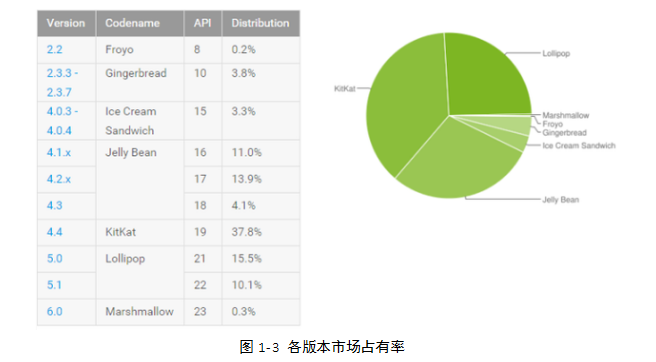 Version Codename API Distribution
2.2 Froyo 8 0.2%
2.3.3 - Gingerbread 10 3.8%
2.3.7
4.0.3 - Ice Cream 15 3.3%
4.0.4 Sandwich
4.1.x Jelly Bean 16 11.0%
4.2.x 17 13.9%
4.3 18 4.1%
4.4 KitKat 19 37.8%
5.0 Lollipop 21 15.5%
5.1 22 10.1%
6.0 Marshmallow 23 0.3%
Lollipop
KitKat
Marshmallow
Froyo
Gingerbread
Ice Cream Sandwich
Jelly Bean
图 1-3 各版本市场占有率